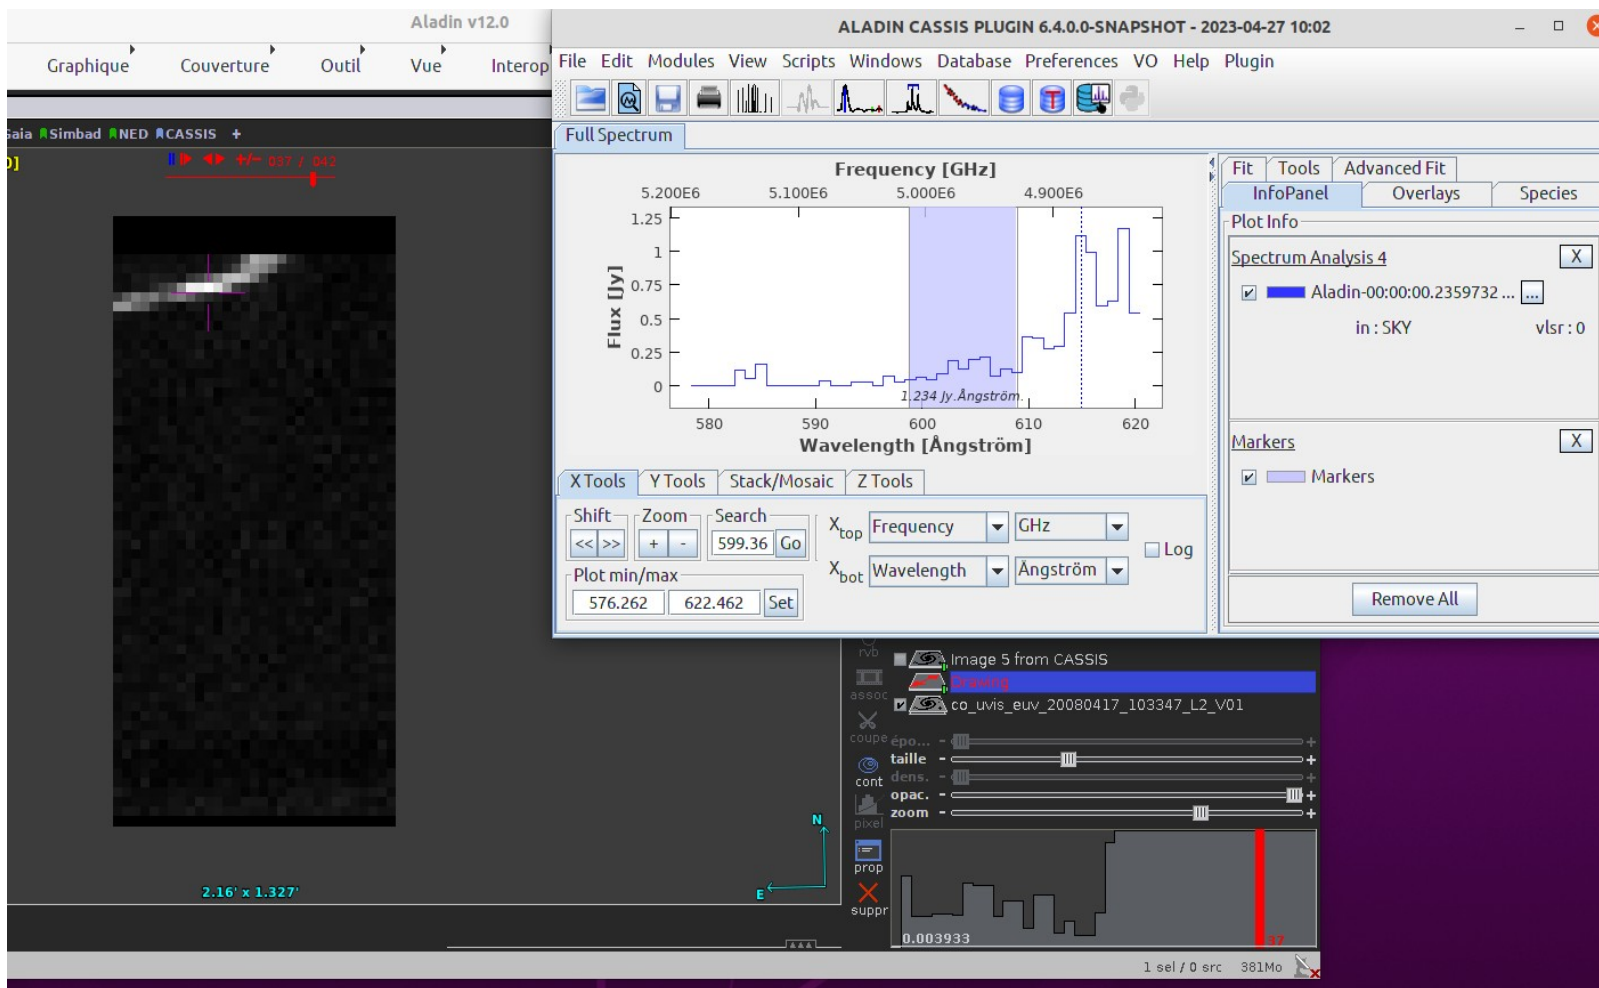 Aladin v12.0
Graphique Couverture Outil Vue Interop
Gaia Simbad NED CASSIS +
0]
+/- 037 / 042
2.16' x 1.327'
N
E
ALADIN CASSIS PLUGIN 6.4.0.0-SNAPSHOT - 2023-04-27 10:02
File Edit Modules View Scripts Windows Database Preferences VO Help Plugin
Full Spectrum
Frequency [GHz]
5.200E6 5.100E6 5.000E6 4.900E6
1.25
1
0.75
0.5
0.25
0
Flux [Jy]
1.234 Jy.Ångström.
580 590 600 610 620
Wavelength [Ångström]
X Tools Y Tools Stack/Mosaic Z Tools
Shift Zoom Search
<< >> + - 599.36 Go
Xtop Frequency GHz
Log
Xbot Wavelength Ångström
Plot min/max
576.262 622.462 Set
Fit Tools Advanced Fit
InfoPanel Overlays Species
Plot Info
Spectrum Analysis 4 X
Aladin-00:00:00.2359732 ... ...
in : SKY vlsr : 0
Markers X
Markers
Remove All
rvb
assoc
coupe
cont
pixel
prop
suppr
Image 5 from CASSIS
Drawing
co_uvis_euv_20080417_103347_L2_V01
épo... - +
taille - +
dens. - +
opac. - +
zoom - +
0.003933
37
1 sel / 0 src 381Mo